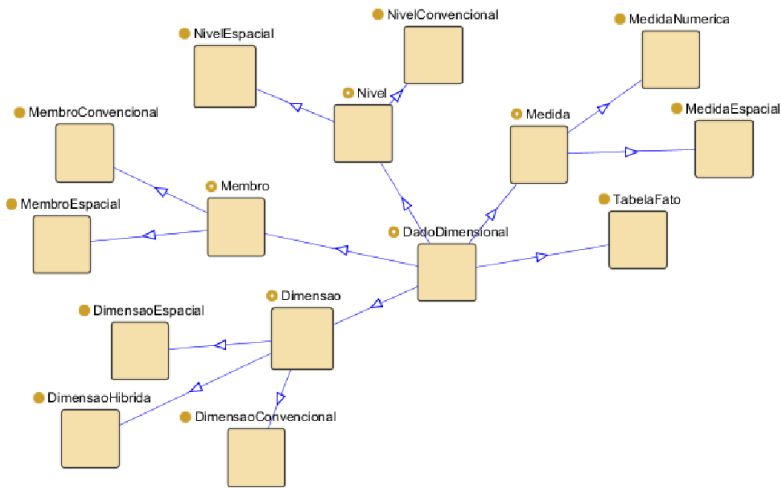 NivelConvencional
MedidaNumerica
NivelEspacial
Nivel
MembroConvencional
Medida
MedidaEspacial
Membro
MembroEspacial
TabelaFato
DadoDimensional
Dimensao
DimensaoEspacial
DimensaoHibrida
DimensaoConvencional